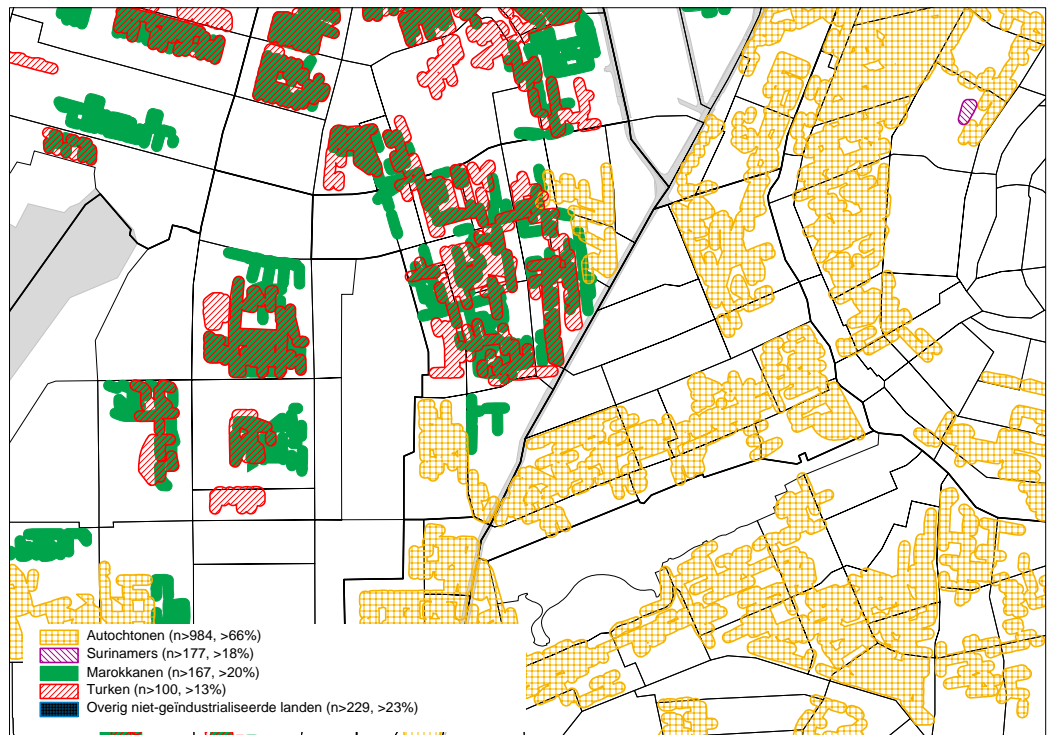 Autochtonen (n>984, >66%)
Surinamers (n>177, >18%)
Marokkanen (n>167, >20%)
Turken (n>100, >13%)
Overig niet-geïndustrialiseerde landen (n>229, >23%)